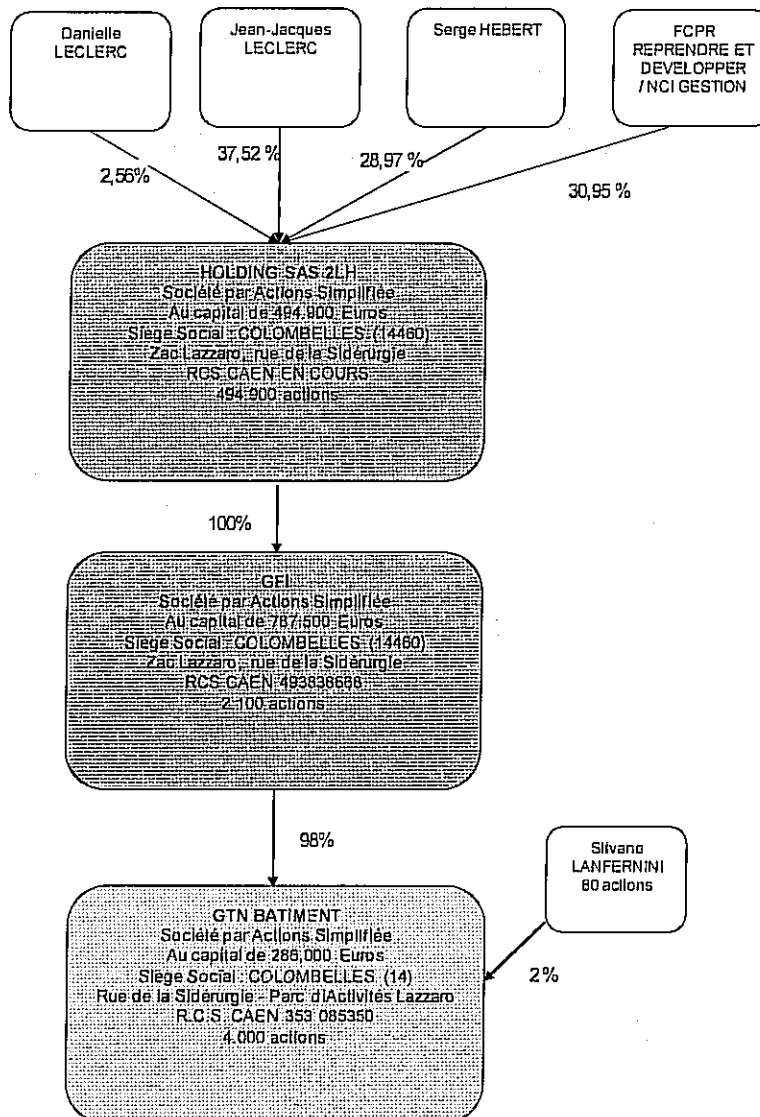 Danielle
LECLERC
Jean-Jacques
LECLERC
Serge HEBERT
FCPR
REPRENDRE ET
DEVELOPPER
/ NCI GESTION
2,56%
37,52 %
28,97 %
30,95 %
HOLDING SAS 2LH
Société par Actions Simplifiée
Au capital de 494.900 Euros
Siège Social : COLOMBELLES (14460)
Zac Lazzaro, rue de la Sidérurgie
RCS CAEN EN COURS
494.900 actions
100%
GFI
Société par Actions Simplifiée
Au capital de 787.500 Euros
Siège Social : COLOMBELLES (14460)
Zac Lazzaro, rue de la Sidérurgie
RCS CAEN
2.100 actions
98%
Silvano
LANFERNINI
80 actions
2%
GTN BATIMENT
Société par Actions Simplifiée
Au capital de 286.000 Euros
Siège Social : COLOMBELLES (14)
Rue de la Sidérurgie - Parc d'Activités Lazzaro
R.C.S. CAEN 353 085350
4.000 actions